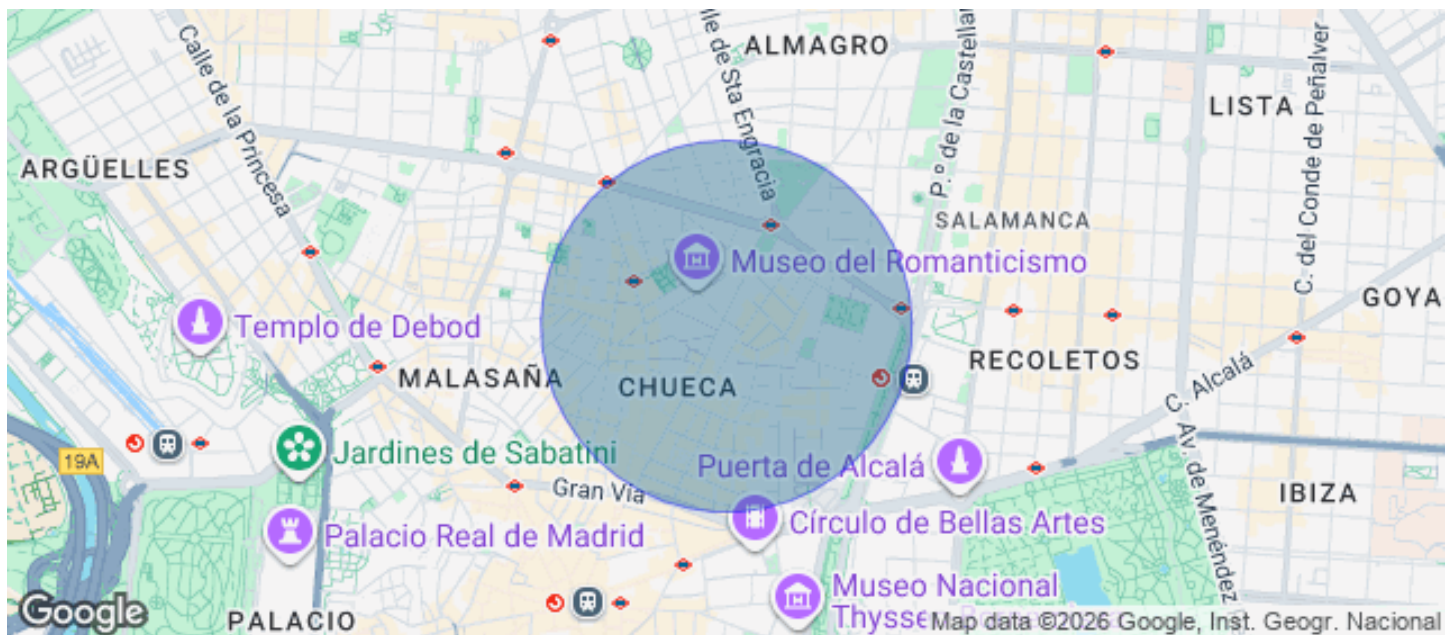 ALMAGRO
Calle de la Princesa
lle de Sta Engracia
P.º de la Castella
LISTA
C. del Conde de Peñalver
ARGÜELLES
SALAMANCA
Museo del Romanticismo
GOYA
Templo de Debod
RECOLETOS
MALASAÑA
CHUECA
C. Alcalá
Jardines de Sabatini
19A
Puerta de Alcalá
Av. de Menéndez
Gran Vía
IBIZA
Palacio Real de Madrid
Círculo de Bellas Artes
Museo Nacional
Thysse
Google
PALACIO
Map data ©2026 Google, Inst. Geogr. Nacional